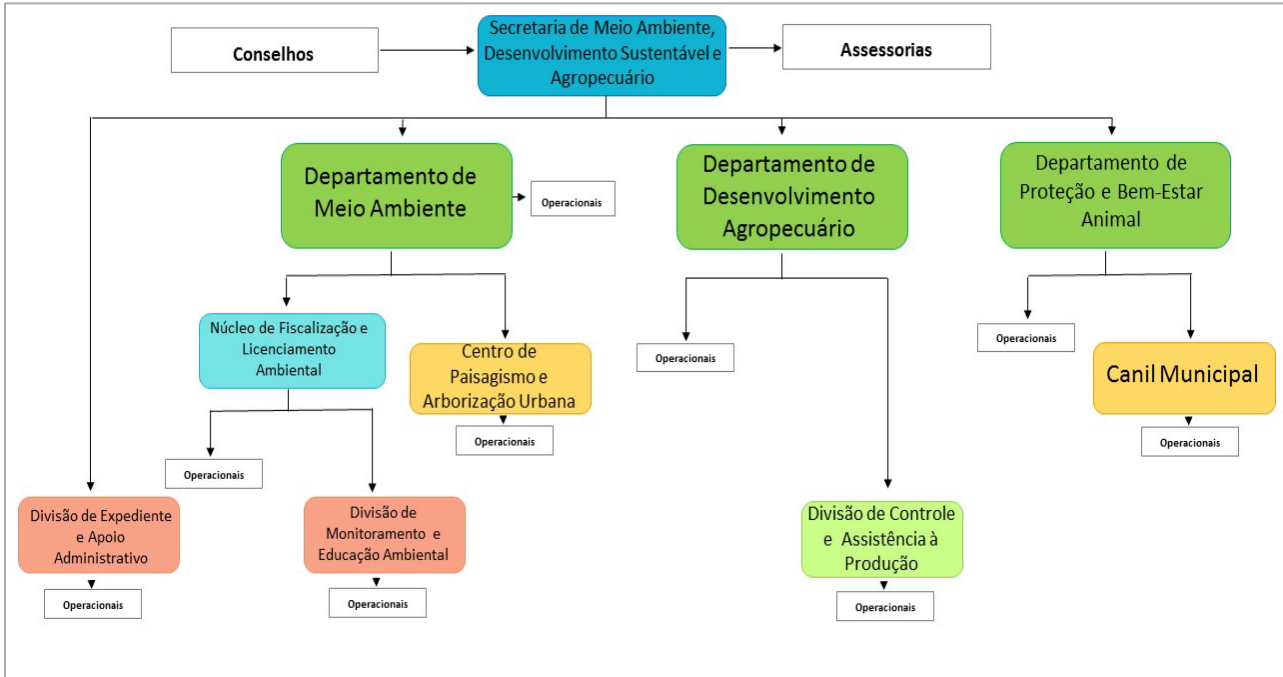 Conselhos
Secretaria de Meio Ambiente,
Desenvolvimento Sustentável e
Agropecuário
Assessorias
Departamento de
Meio Ambiente
Operacionais
Departamento de
Desenvolvimento
Agropecuário
Departamento de
Proteção e Bem-Estar
Animal
Núcleo de Fiscalização e
Licenciamento
Ambiental
Centro de
Paisagismo e
Arborização Urbana
Operacionais
Operacionais
Canil Municipal
Operacionais
Operacionais
Operacionais
Divisão de Expediente
e Apoio
Administrativo
Divisão de
Monitoramento e
Educação Ambiental
Divisão de Controle
e Assistência à
Produção
Operacionais
Operacionais
Operacionais